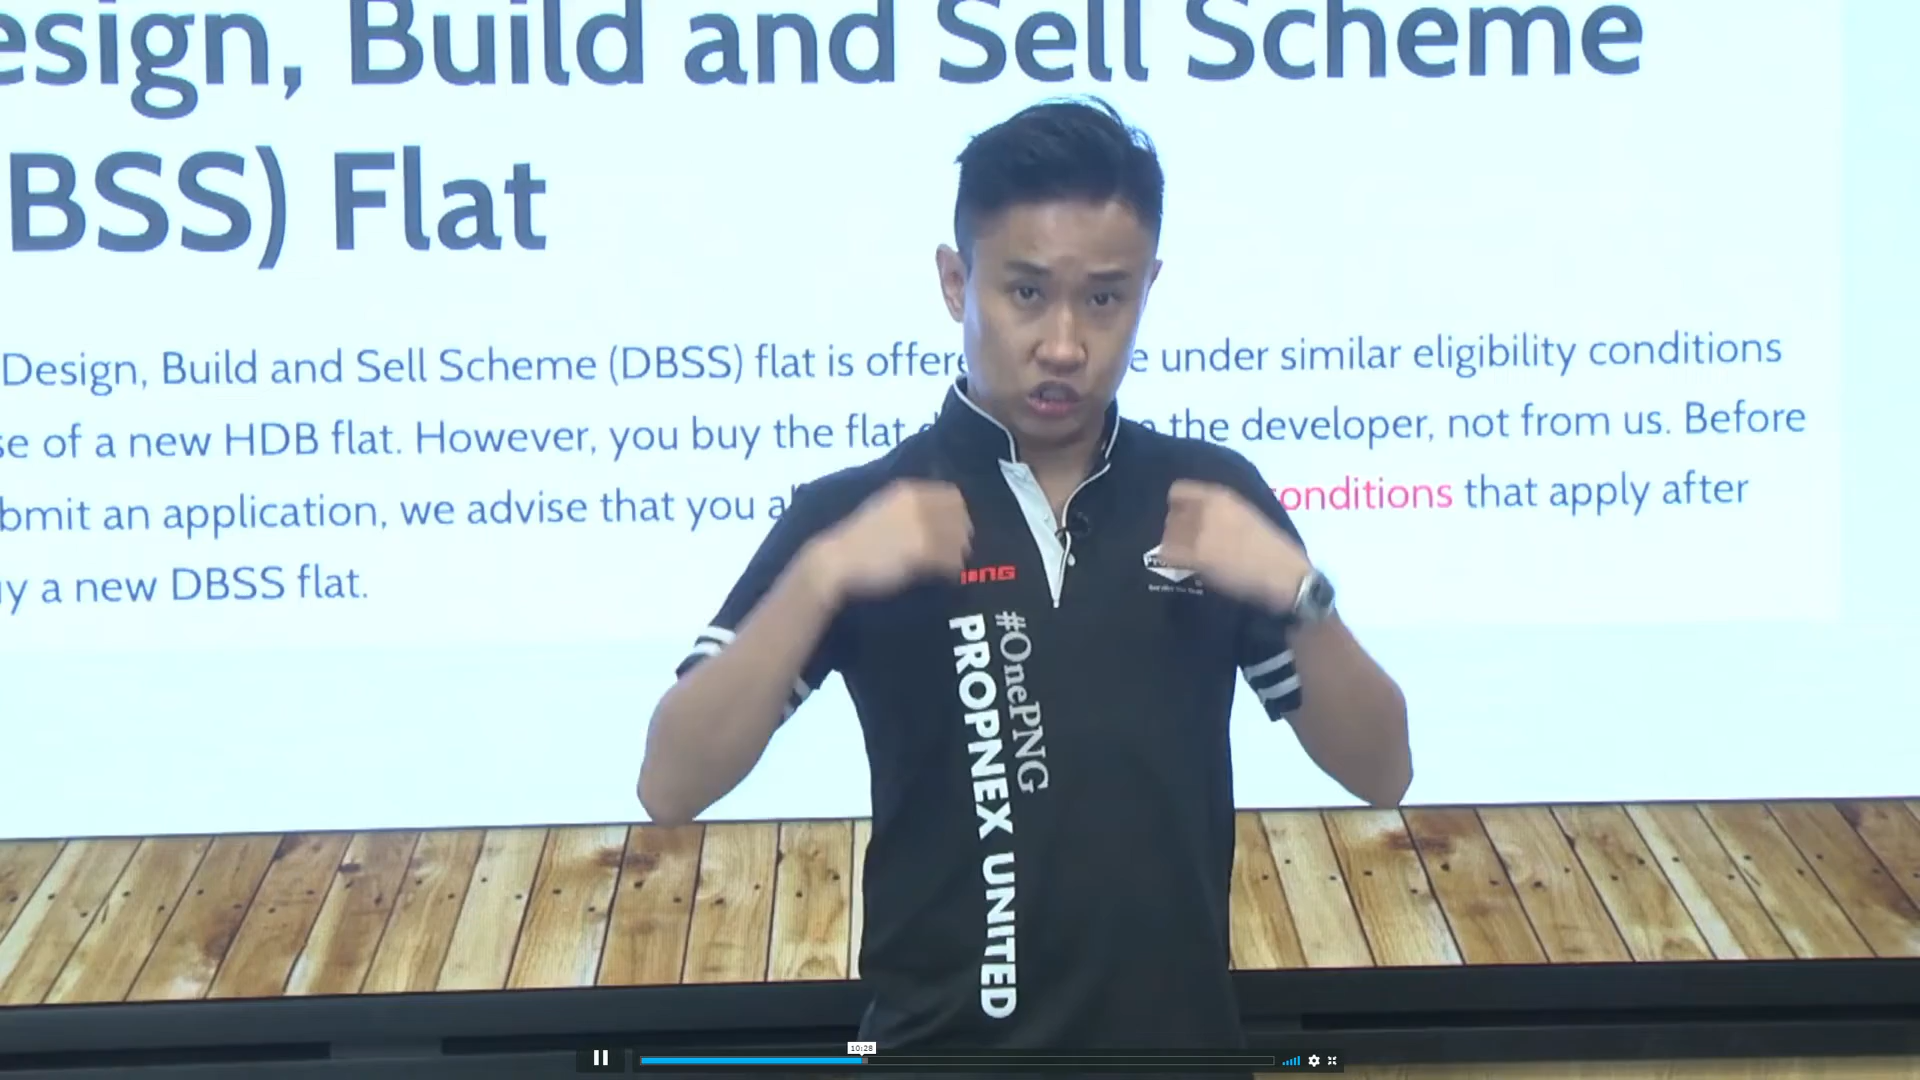 esign, Build and Sell Scheme
BSS) Flat
Design, Build and Sell Scheme (DBSS) flat is offere e under similar eligibility conditions
se of a new HDB flat. However, you buy the flat the developer, not from us. Before
bmit an application, we advise that you a conditions that apply after
y a new DBSS flat.
PNG
#OnePNG
PROPNEX UNITED
10:28